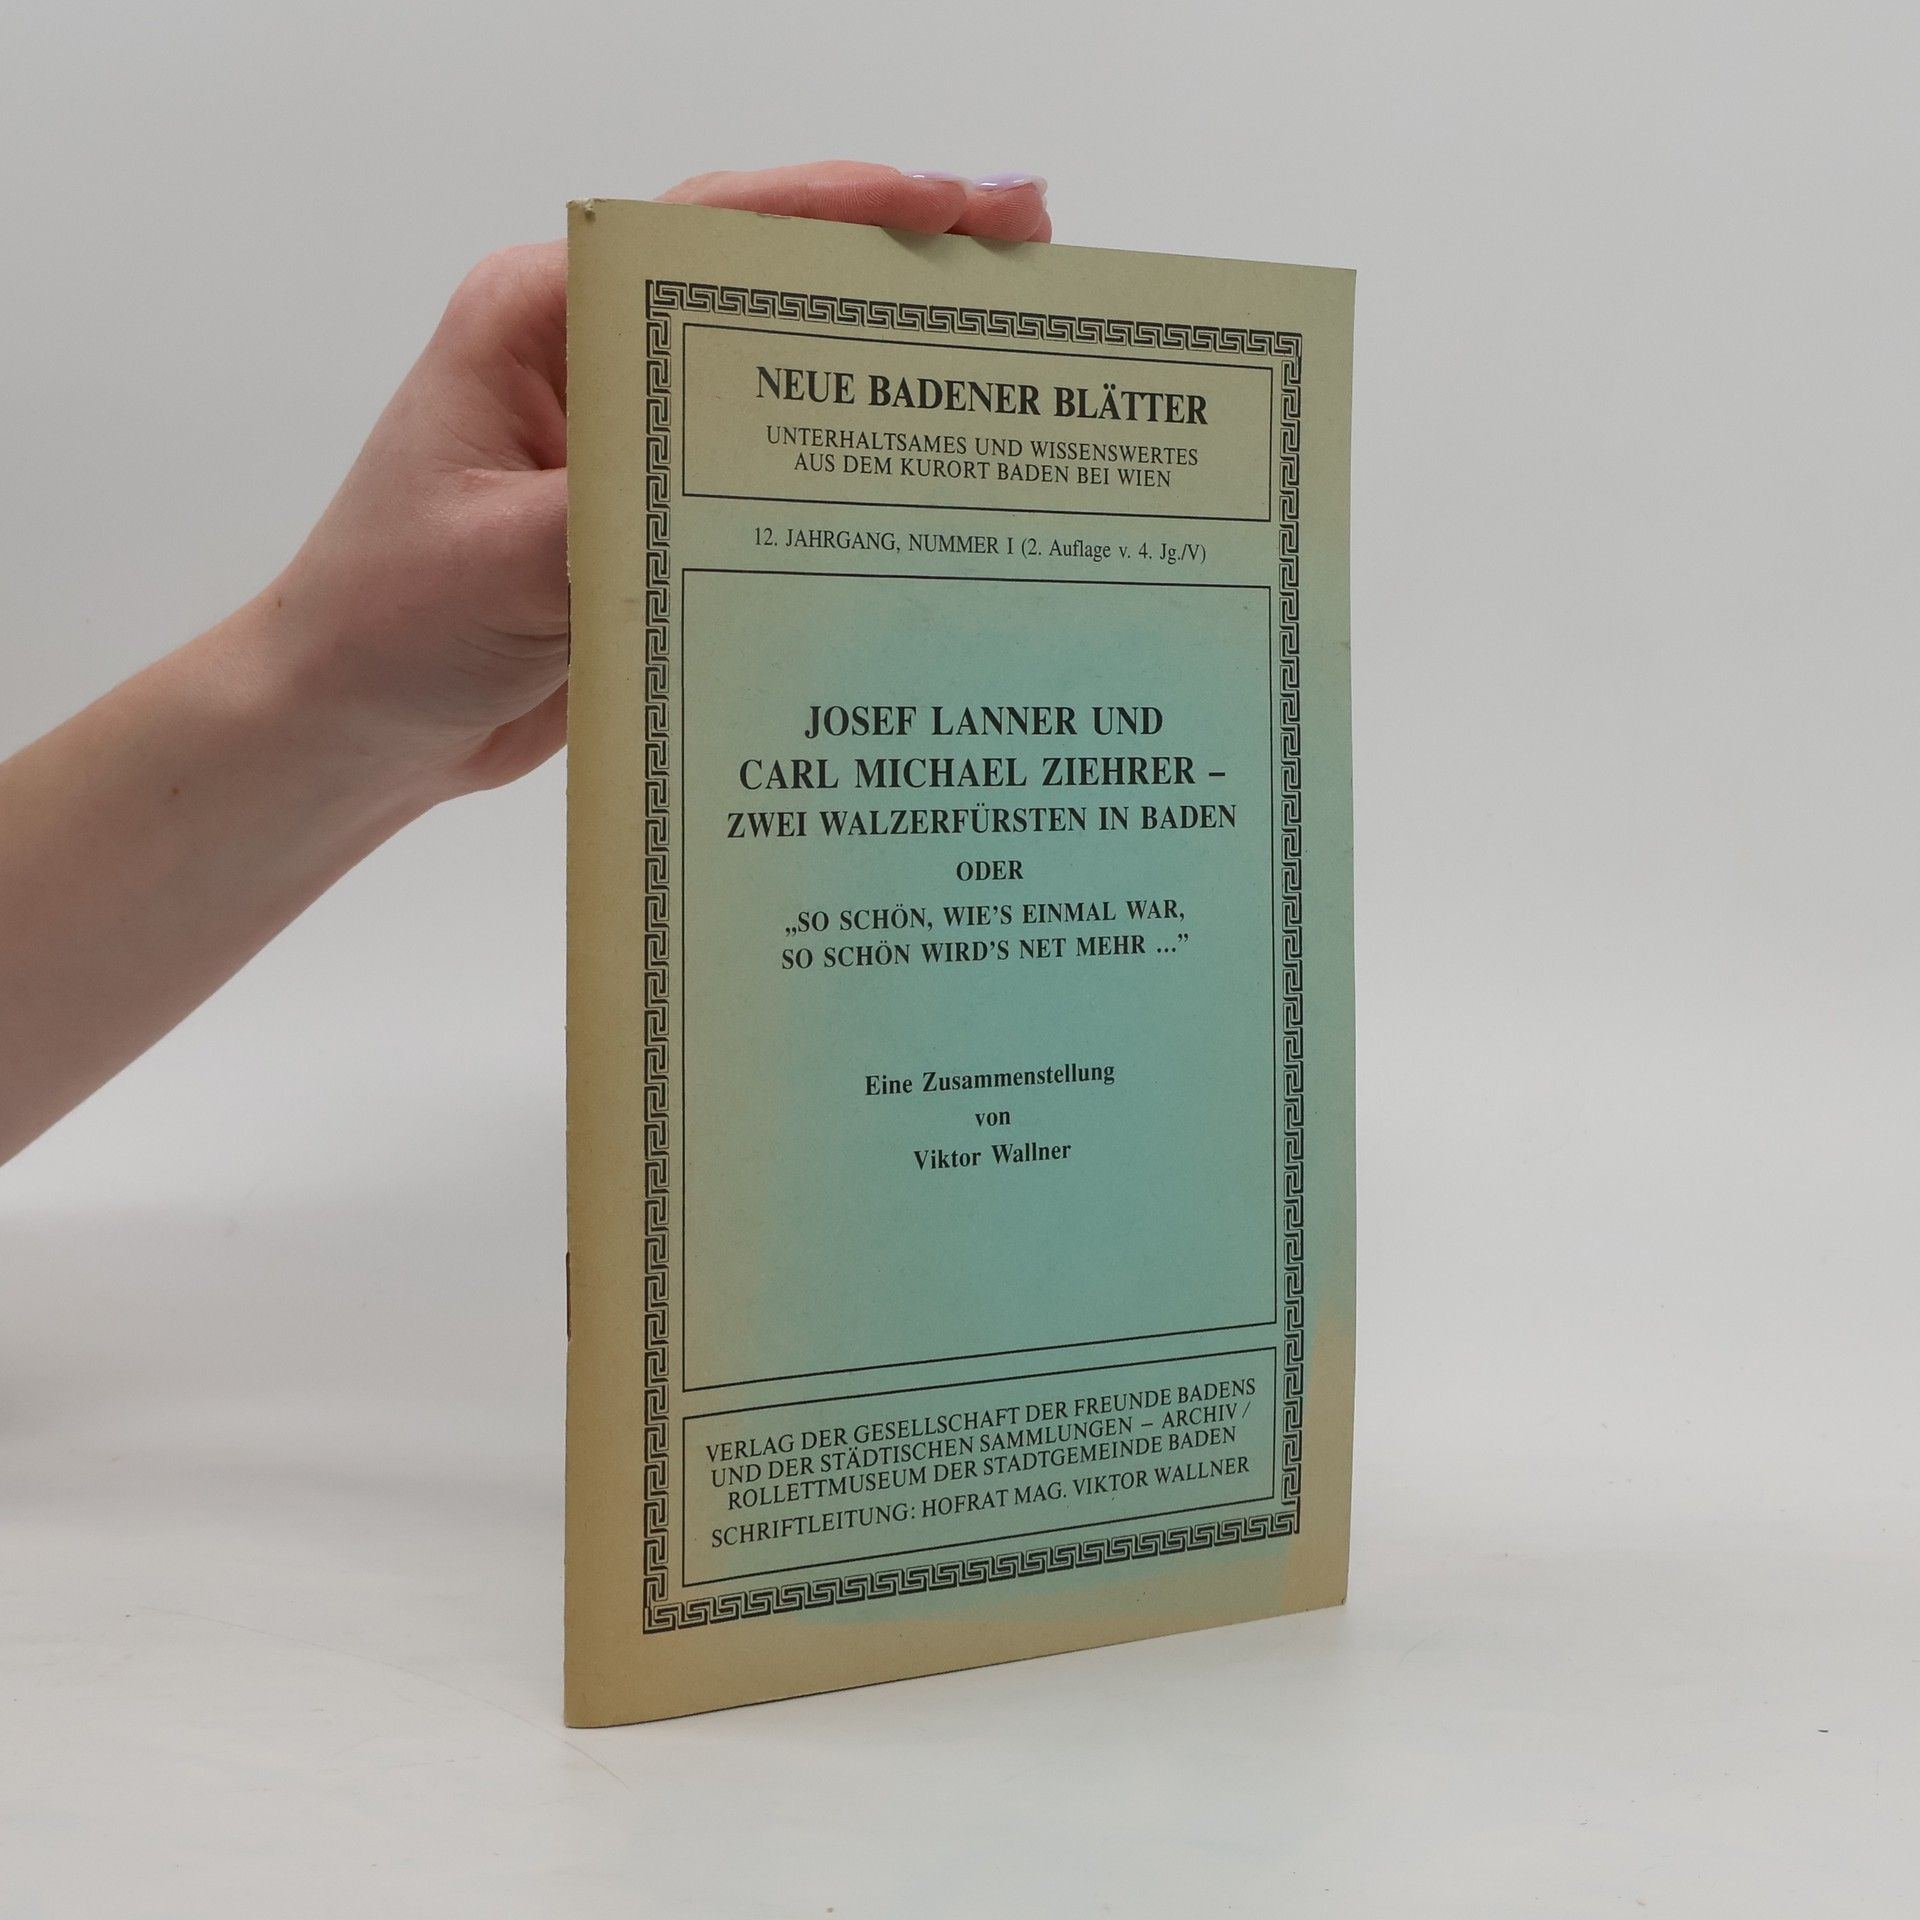 NEUE BADENER BLÄTTER
UNTERHALTSAMES UND WISSENSWERTES
AUS DEM KURORT BADEN BEI WIEN
12. JAHRGANG, NUMMER I (2. Auflage v. 4. Jg./V)
JOSEF LANNER UND
CARL MICHAEL ZIEHRER –
ZWEI WALZERFÜRSTEN IN BADEN
ODER
„SO SCHÖN, WIE'S EINMAL WAR,
SO SCHÖN WIRD'S NET MEHR ...”
Eine Zusammenstellung
von
Viktor Wallner
VERLAG DER GESELLSCHAFT DER FREUNDE BADENS
UND DER STÄDTISCHEN SAMMLUNGEN – ARCHIV /
ROLLETTMUSEUM DER STADTGEMEINDE BADEN
SCHRIFTLEITUNG: HOFRAT MAG. VIKTOR WALLNER